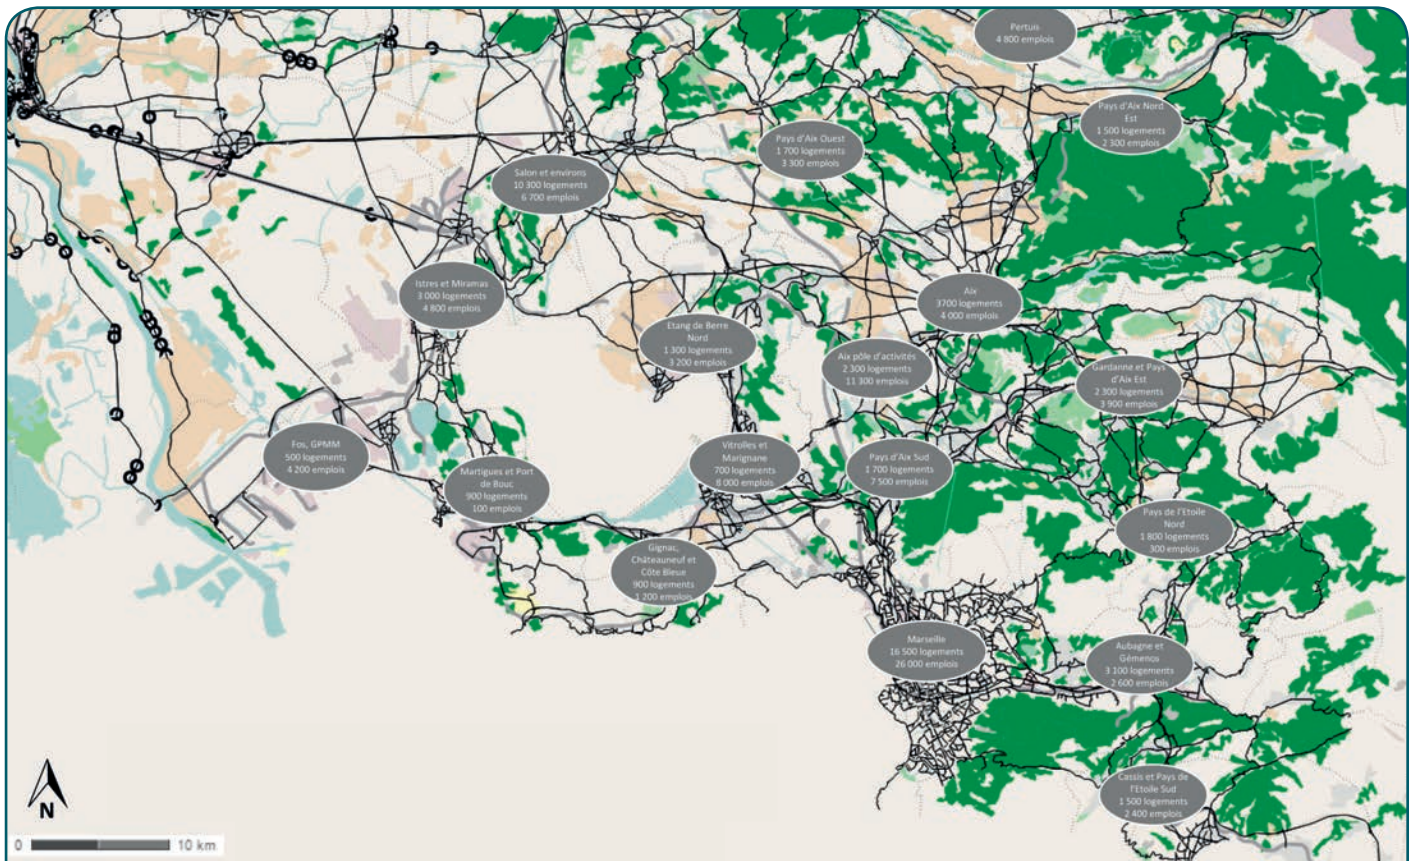 Pertuis
4 800 emplois
Pays d'Aix Nord
Est
1 500 logements
2 300 emplois
Pays d'Aix Ouest
1 700 logements
3 300 emplois
Salon et environs
10 300 logements
6 700 emplois
Istres et Miramas
3 000 logements
4 800 emplois
Aix
3700 logements
4 000 emplois
Etang de Berre
Nord
1 300 logements
3 200 emplois
Aix pôle d'activités
2 300 logements
11 300 emplois
Gardanne et Pays
d'Aix Est
2 300 logements
3 900 emplois
Fos, GPMM
500 logements
4 200 emplois
Martigues et Port
de Bouc
900 logements
100 emplois
Vitrolles et
Marignane
700 logements
8 000 emplois
Pays d'Aix Sud
1 700 logements
7 500 emplois
Pays de l'Etoile
Nord
1 800 logements
300 emplois
Gignac,
Châteauneuf et
Côte Bleue
900 logements
1 200 emplois
Marseille
16 500 logements
26 000 emplois
Aubagne et
Gémenos
3 100 logements
2 600 emplois
Cassis et Pays de
l'Etoile Sud
1 500 logements
2 400 emplois
N
0 10 km